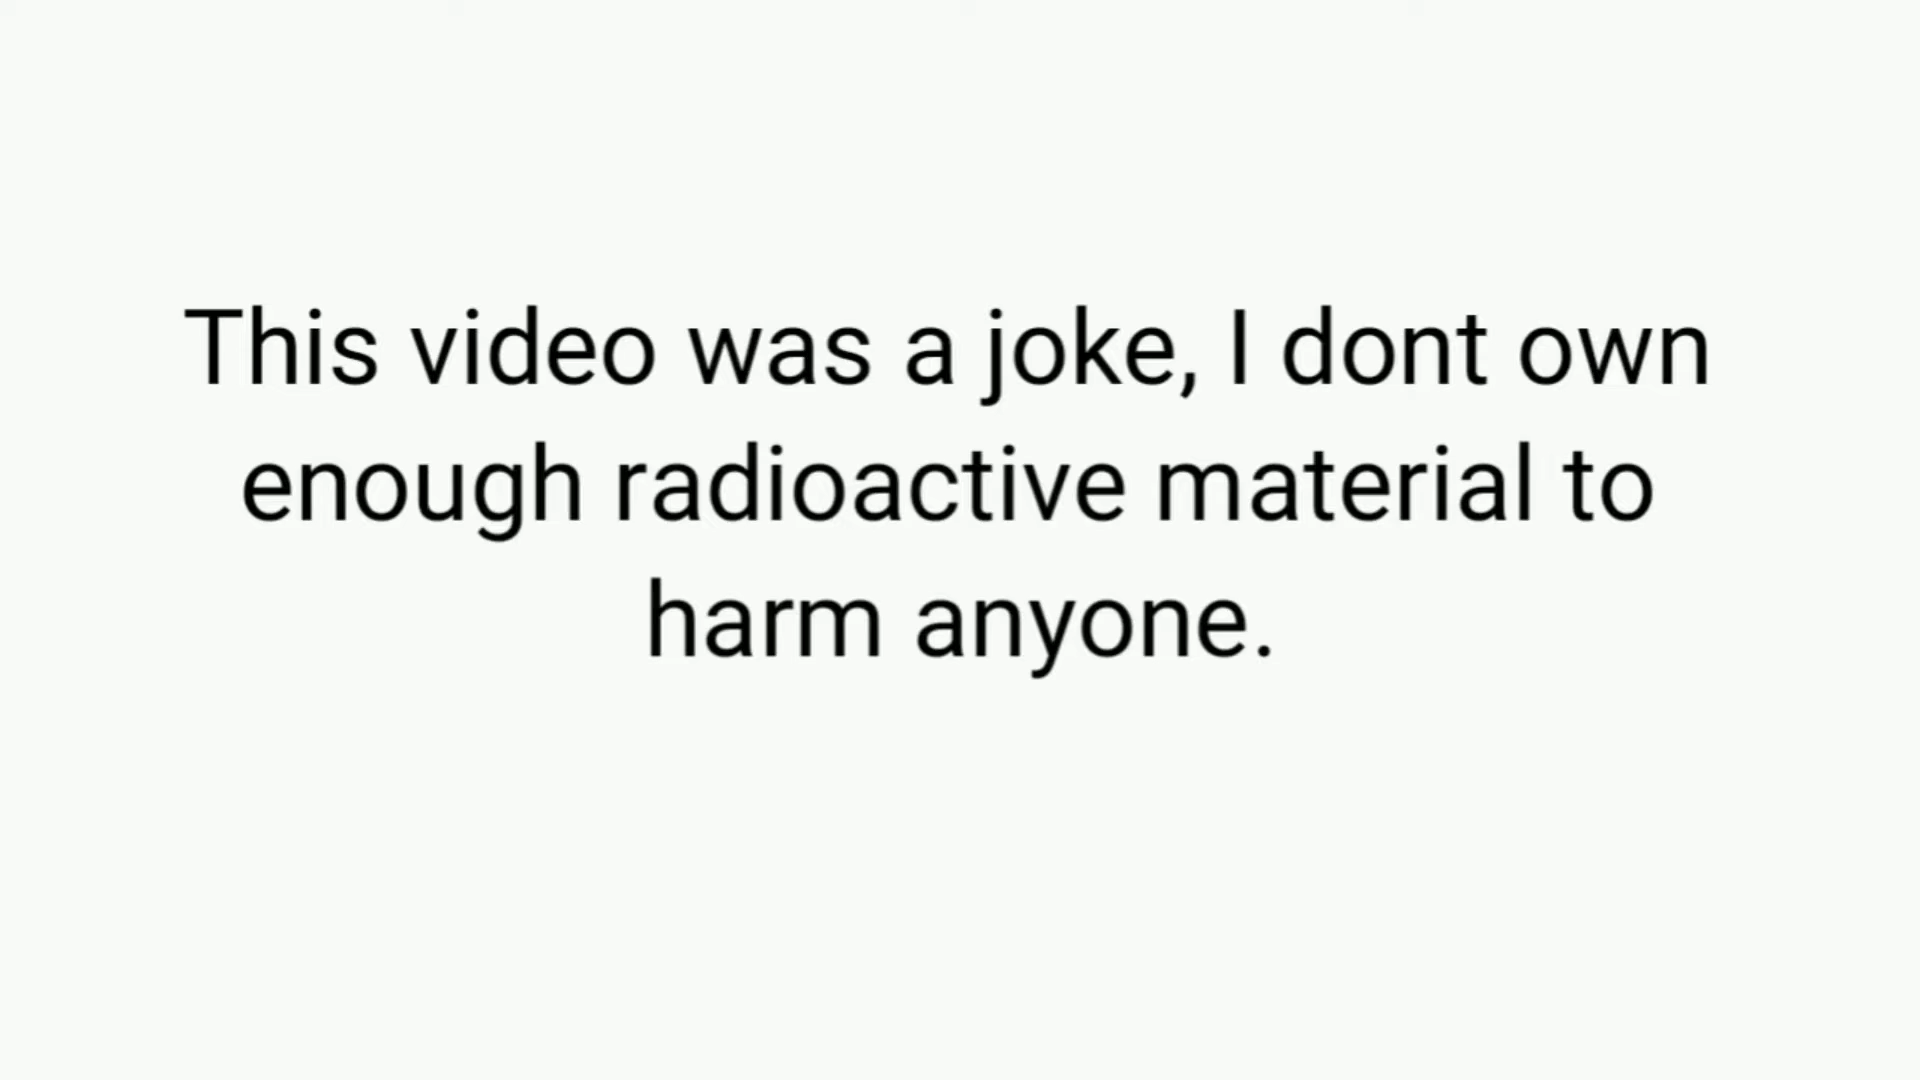 This video was a joke, I dont own
enough radioactive material to
harm anyone.